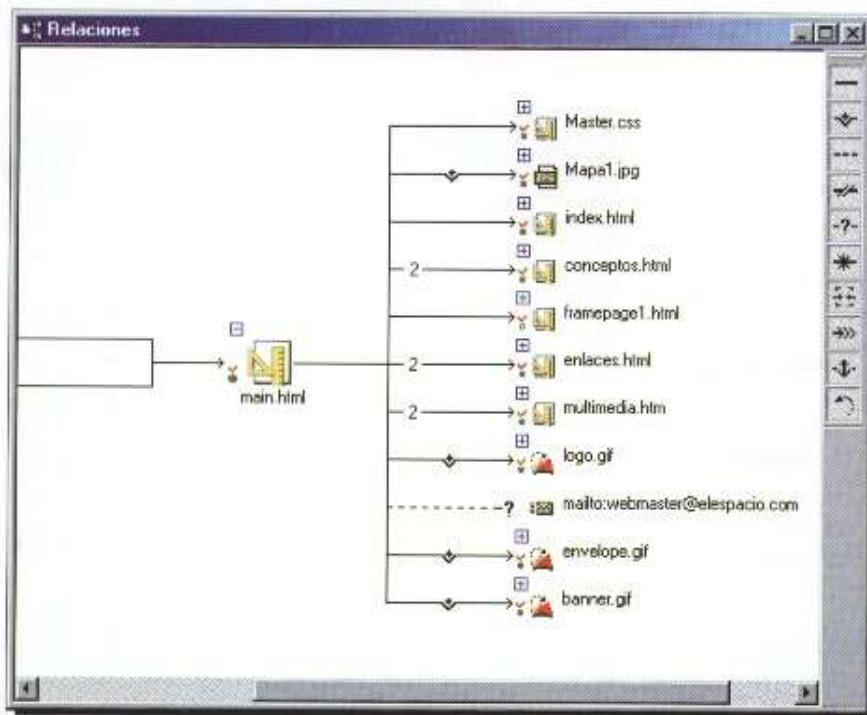 Relaciones
Master.css
Mapa1.jpg
index.html
2 conceptos.html
framepage1.html
main.html
2 enlaces.html
2 multimedia.htm
logo.gif
? mailto:webmaster@elespacio.com
envelope.gif
banner.gif
-?-